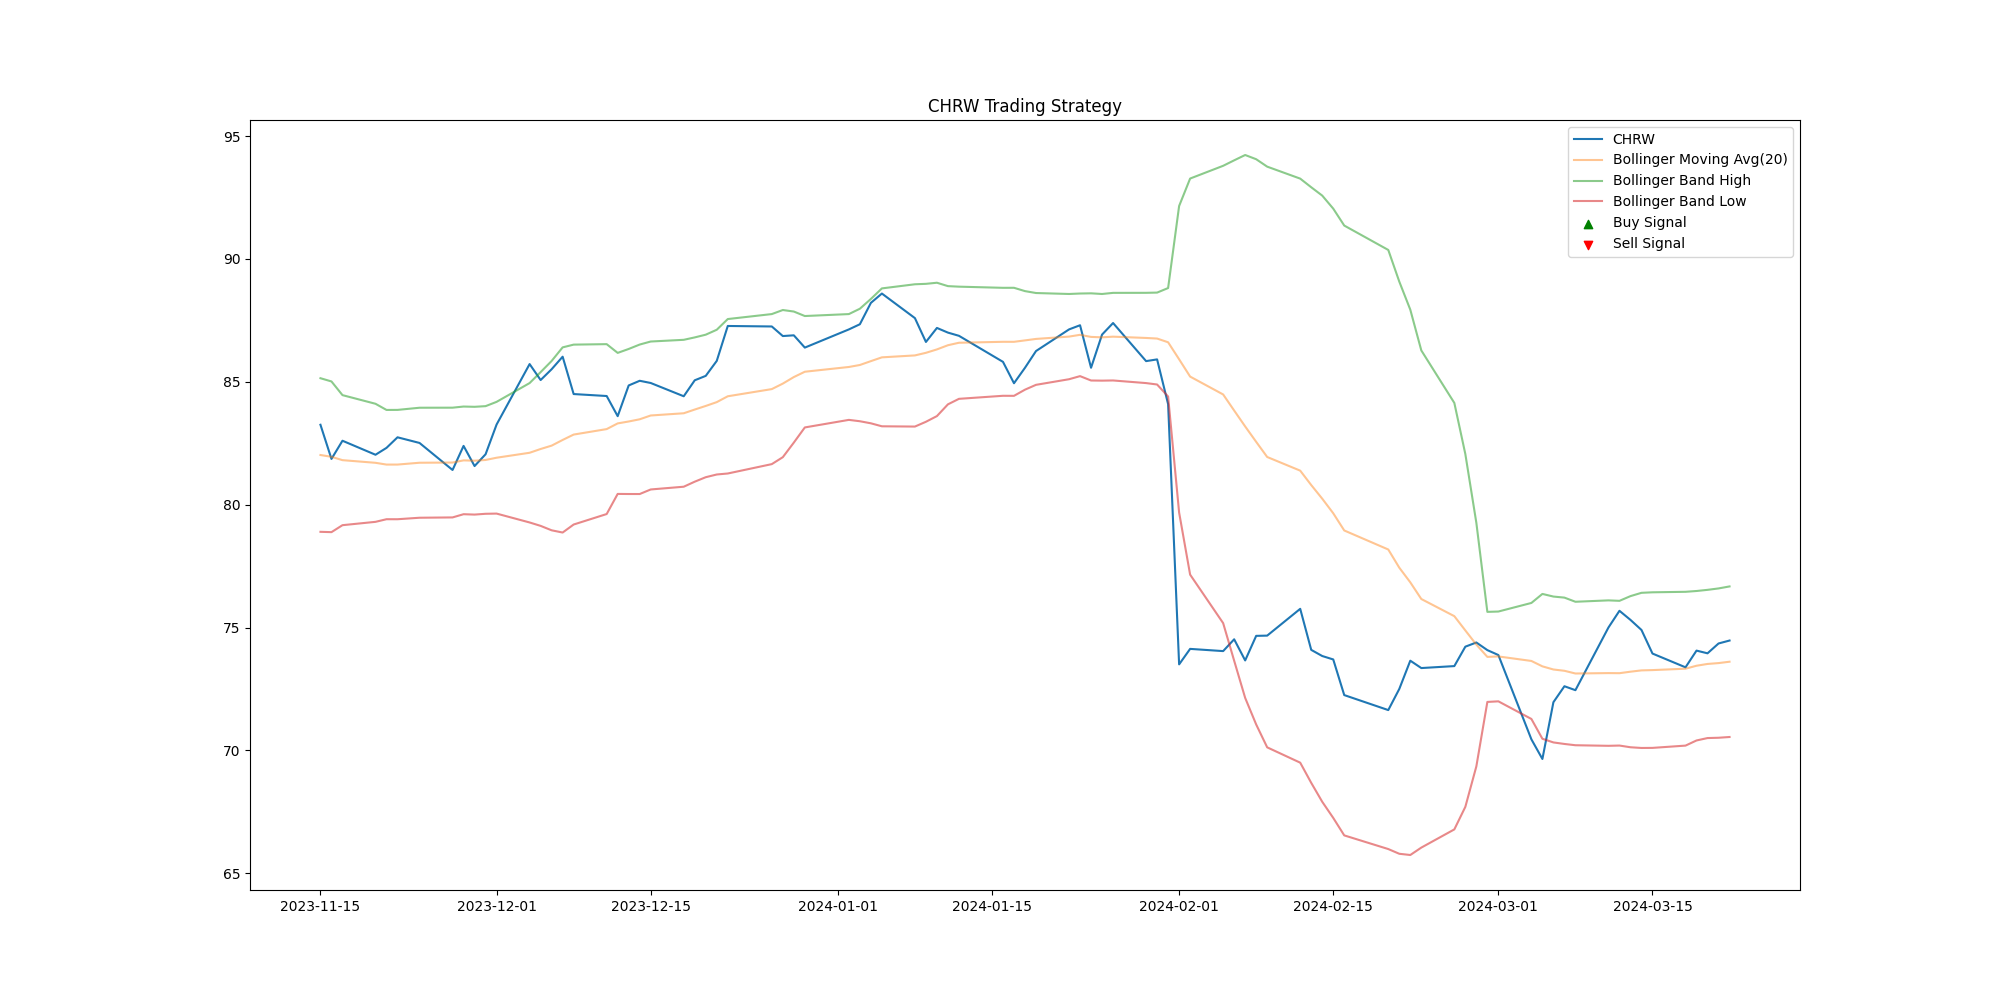 CHRW Trading Strategy
95
90
85
80
75
70
65
CHRW
Bollinger Moving Avg(20)
Bollinger Band High
Bollinger Band Low
Buy Signal
Sell Signal
2023-11-15
2023-12-01
2023-12-15
2024-01-01
2024-01-15
2024-02-01
2024-02-15
2024-03-01
2024-03-15